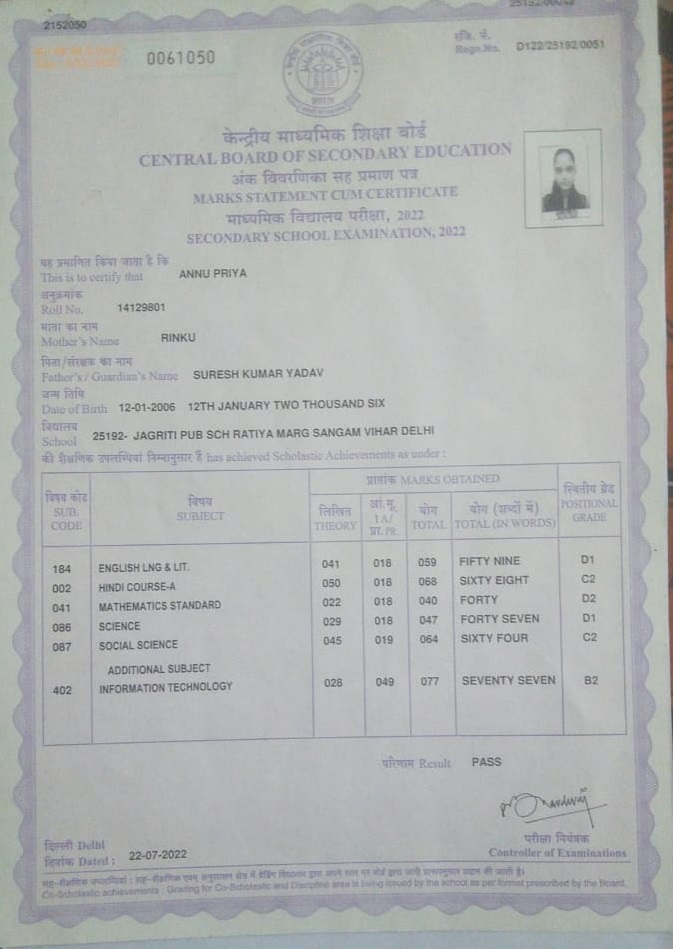 2152050
0061050
पंजि. सं.
Regn.No. D122/25192/0051
केन्द्रीय माध्यमिक शिक्षा बोर्ड
CENTRAL BOARD OF SECONDARY EDUCATION
अंक विवरणिका सह प्रमाण पत्र
MARKS STATEMENT CUM CERTIFICATE
माध्यमिक विद्यालय परीक्षा, 2022
SECONDARY SCHOOL EXAMINATION, 2022
यह प्रमाणित किया जाता है कि
This is to certify that ANNU PRIYA
अनुक्रमांक
Roll No. 14129801
माता का नाम
Mother's Name RINKU
पिता/संरक्षक का नाम
Father's / Guardian's Name SURESH KUMAR YADAV
जन्म तिथि
Date of Birth 12-01-2006 12TH JANUARY TWO THOUSAND SIX
विद्यालय
School 25192- JAGRITI PUB SCH RATIYA MARG SANGAM VIHAR DELHI
की शैक्षणिक उपलब्धियां निम्नानुसार हैं has achieved Scholastic Achievements as under :
विषय कोड SUB. CODE
विषय SUBJECT
प्राप्तांक MARKS OBTAINED
लिखित THEORY
आं.मू. IA/ प्रा. PR.
योग TOTAL
योग (शब्दों में) TOTAL (IN WORDS)
स्थितीय ग्रेड POSITIONAL GRADE
184 ENGLISH LNG & LIT. 041 018 059 FIFTY NINE D1
002 HINDI COURSE-A 050 018 068 SIXTY EIGHT C2
041 MATHEMATICS STANDARD 022 018 040 FORTY D2
086 SCIENCE 029 018 047 FORTY SEVEN D1
087 SOCIAL SCIENCE 045 019 064 SIXTY FOUR C2
ADDITIONAL SUBJECT
402 INFORMATION TECHNOLOGY 028 049 077 SEVENTY SEVEN B2
परिणाम Result PASS
दिल्ली Delhi
दिनांक Dated : 22-07-2022
परीक्षा नियंत्रक
Controller of Examinations
Co-Scholastic achievements : Grading for Co-Scholastic and Discipline area is being issued by the school as per format prescribed by the Board.